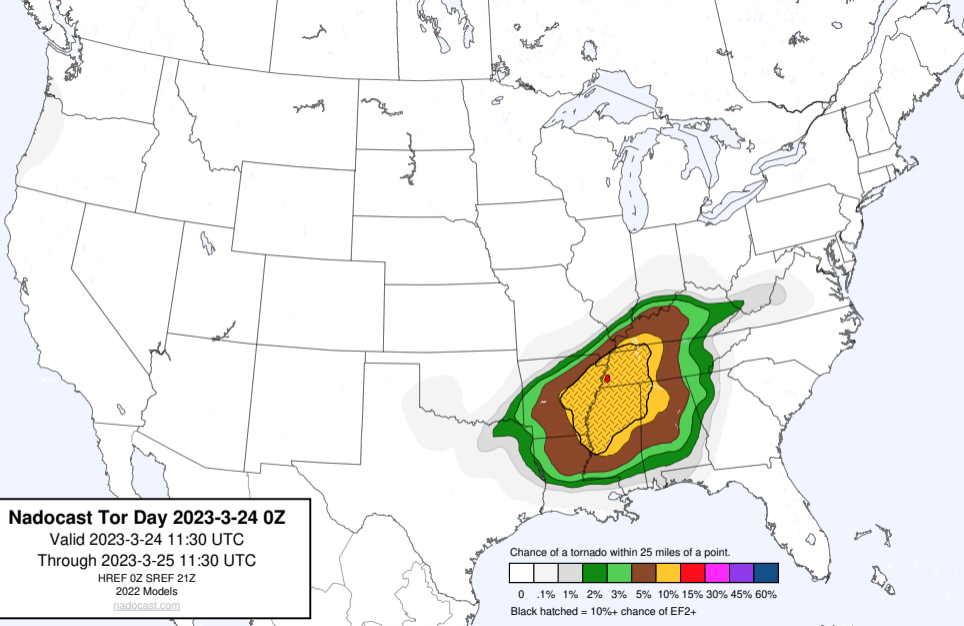 Nadocast Tor Day 2023-3-24 0Z
Valid 2023-3-24 11:30 UTC
Through 2023-3-25 11:30 UTC
HREF 0Z SREF 21Z
2022 Models
nadocast.com
Chance of a tornado within 25 miles of a point.
0 .1% 1% 2% 3% 5% 10% 15% 30% 45% 60%
Black hatched = 10%+ chance of EF2+